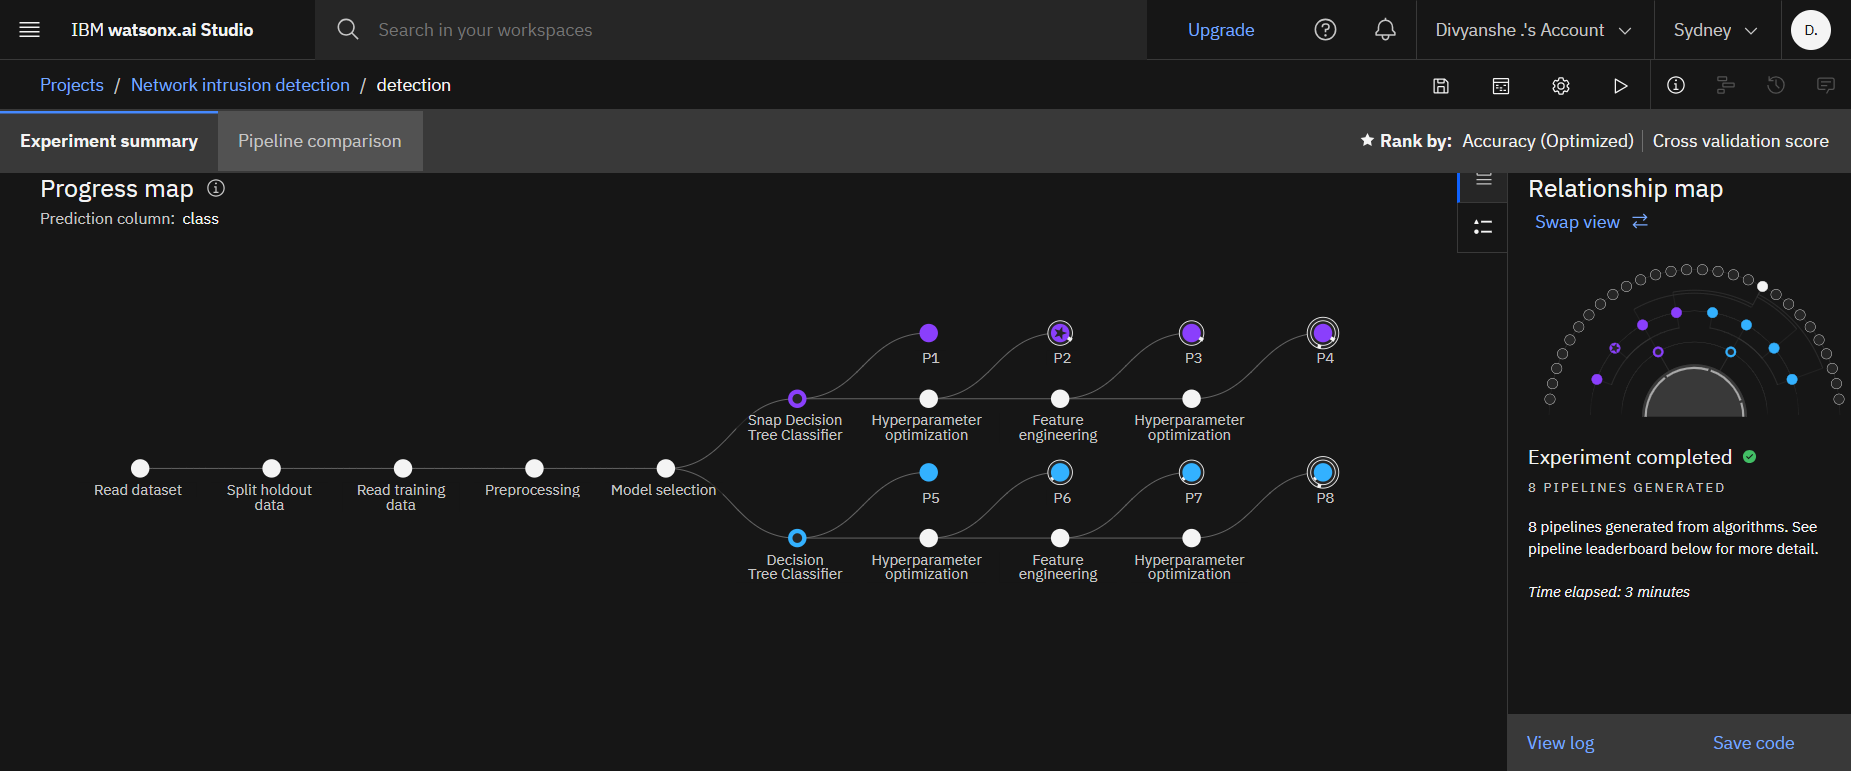 IBM watsonx.ai Studio
Search in your workspaces
Upgrade
Divyanshe .'s Account
Sydney
D.
Projects / Network intrusion detection / detection
Experiment summary
Pipeline comparison
Rank by: Accuracy (Optimized) | Cross validation score
Progress map
Prediction column: class
P1
P2
P3
P4
Snap Decision
Tree Classifier
Hyperparameter
optimization
Feature
engineering
Hyperparameter
optimization
Read dataset
Split holdout
data
Read training
data
Preprocessing
Model selection
P5
P6
P7
P8
Decision
Tree Classifier
Hyperparameter
optimization
Feature
engineering
Hyperparameter
optimization
Relationship map
Swap view
Experiment completed
8 PIPELINES GENERATED
8 pipelines generated from algorithms. See
pipeline leaderboard below for more detail.
Time elapsed: 3 minutes
View log
Save code